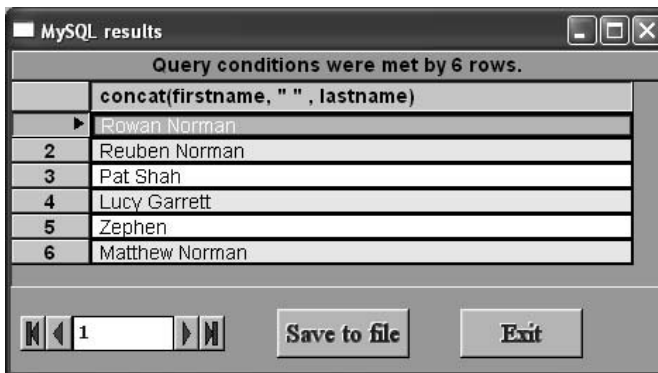 MySQL results
Query conditions were met by 6 rows.
concat(firstname, " " , lastname)
Rowan Norman
2 Reuben Norman
3 Pat Shah
4 Lucy Garrett
5 Zephen
6 Matthew Norman
1 Save to file Exit